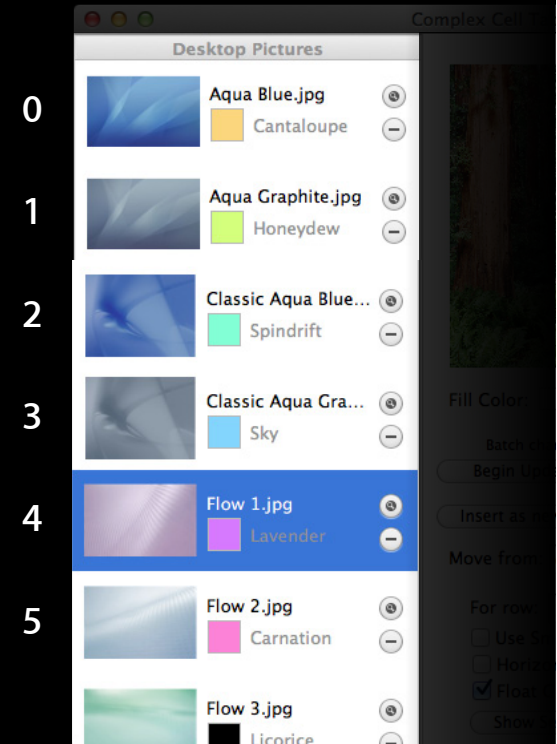 Complex Cell T
Desktop Pictures
0
Aqua Blue.jpg
Cantaloupe
1
Aqua Graphite.jpg
Honeydew
2
Classic Aqua Blue...
Spindrift
3
Classic Aqua Gra...
Sky
Fill Color:
Batch
Begin
4
Flow 1.jpg
Lavender
Insert as
Move from
5
Flow 2.jpg
Carnation
For row
Use
Float
Flow 3.jpg
Licorice
Show